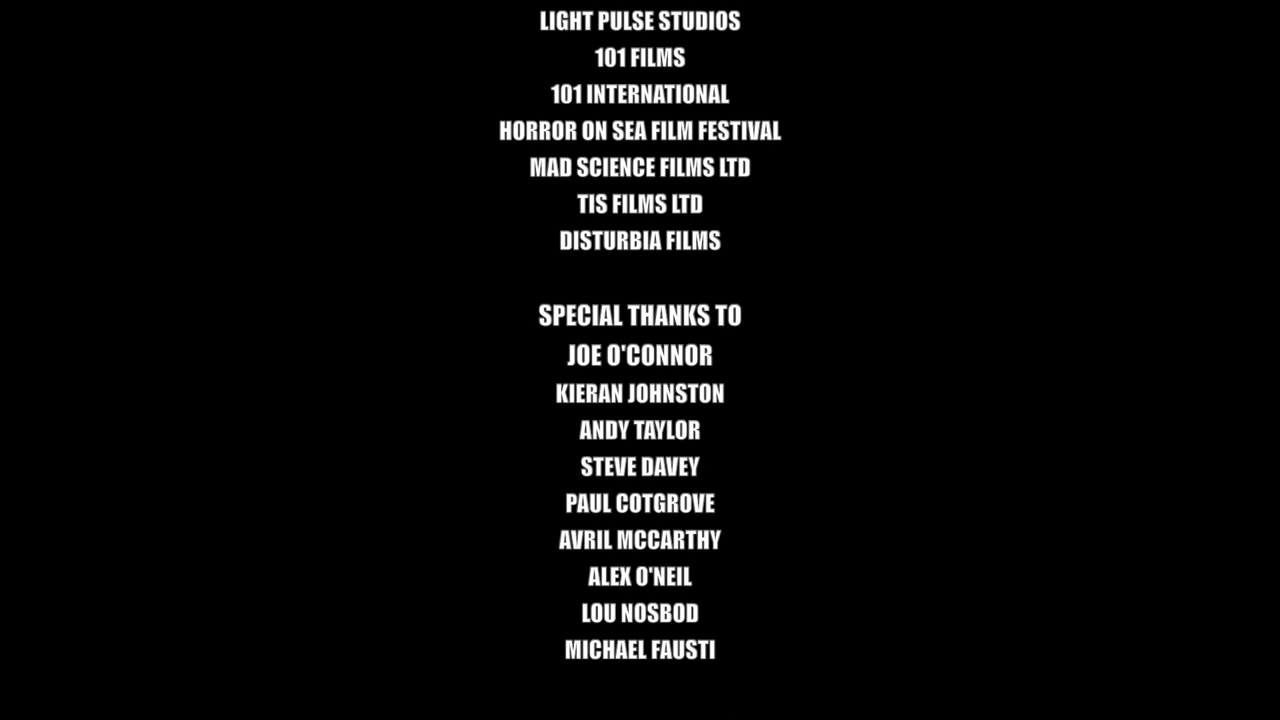 LIGHT PULSE STUDIOS
101 FILMS
101 INTERNATIONAL
HORROR ON SEA FILM FESTIVAL
MAD SCIENCE FILMS LTD
TIS FILMS LTD
DISTURBIA FILMS
SPECIAL THANKS TO
JOE O'CONNOR
KIERAN JOHNSTON
ANDY TAYLOR
STEVE DAVEY
PAUL COTGROVE
AVRIL MCCARTHY
ALEX O'NEIL
LOU NOSBOD
MICHAEL FAUSTI